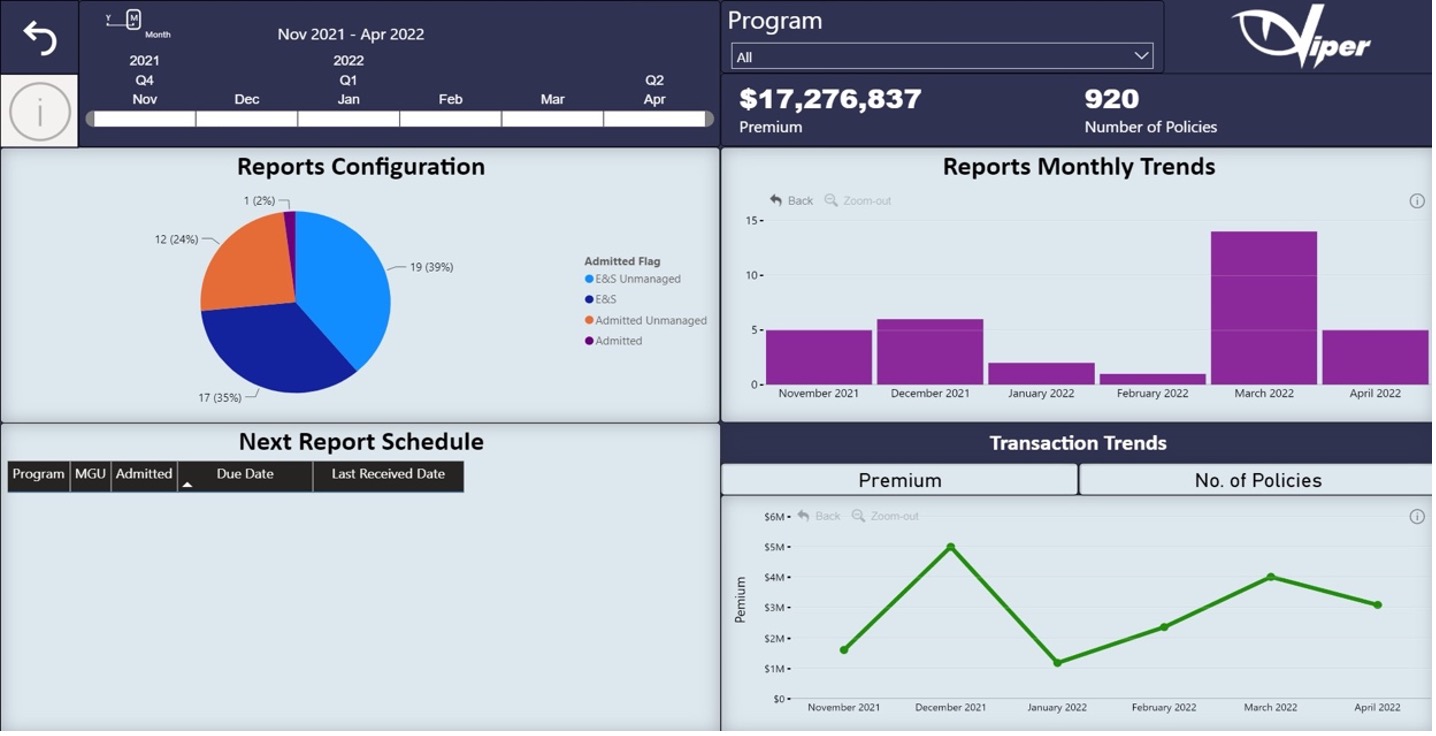 Y M
Month
Nov 2021 - Apr 2022
2021 2022
Q4 Q1 Q2
Nov Dec Jan Feb Mar Apr
Program
All
Viper
$17,276,837
Premium
920
Number of Policies
i
Reports Configuration
1 (2%)
12 (24%)
19 (39%)
17 (35%)
Admitted Flag
E&S Unmanaged
E&S
Admitted Unmanaged
Admitted
Reports Monthly Trends
Back Zoom-out
15
10
5
0
November 2021 December 2021 January 2022 February 2022 March 2022 April 2022
Next Report Schedule
Program MGU Admitted Due Date Last Received Date
Transaction Trends
Premium No. of Policies
Back Zoom-out
Pemium
$6M
$5M
$4M
$3M
$2M
$1M
$0
November 2021 December 2021 January 2022 February 2022 March 2022 April 2022